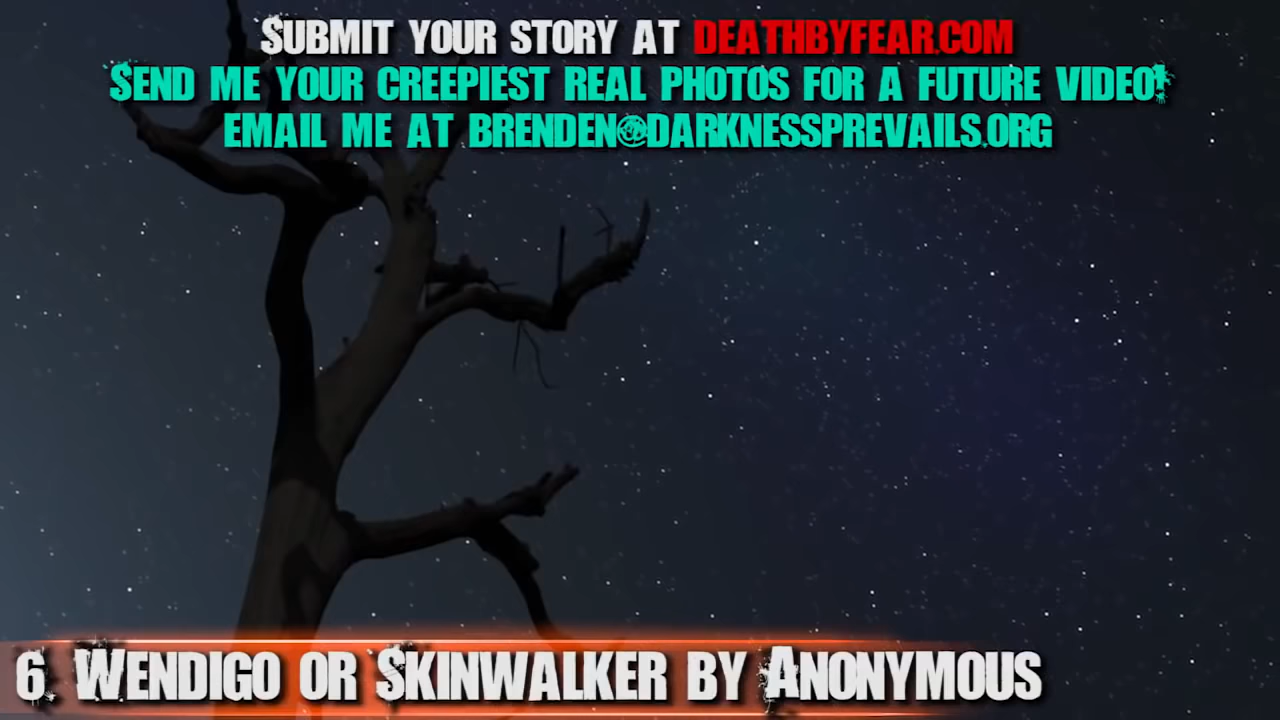 Submit your story at deathbyfear.com
Send me your creepiest real photos for a future video!
email me at brenden@darknessprevails.org
6. Wendigo or Skinwalker by Anonymous